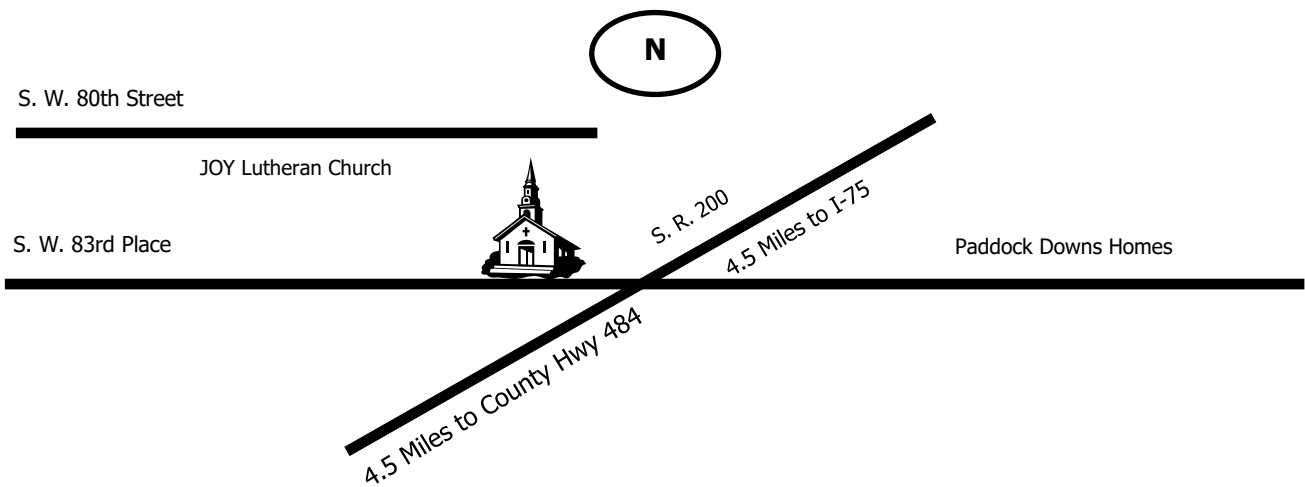 N
S. W. 80th Street
JOY Lutheran Church
S. R. 200
4.5 Miles to I-75
S. W. 83rd Place
Paddock Downs Homes
4.5 Miles to County Hwy 484